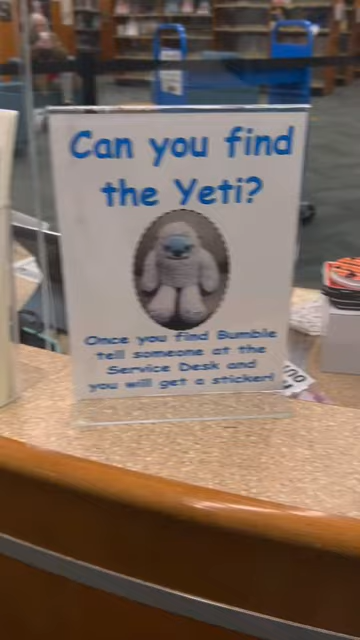 Can you find
the Yeti?
Once you find Bumble
tell someone at the
Service Desk and
you will get a sticker!